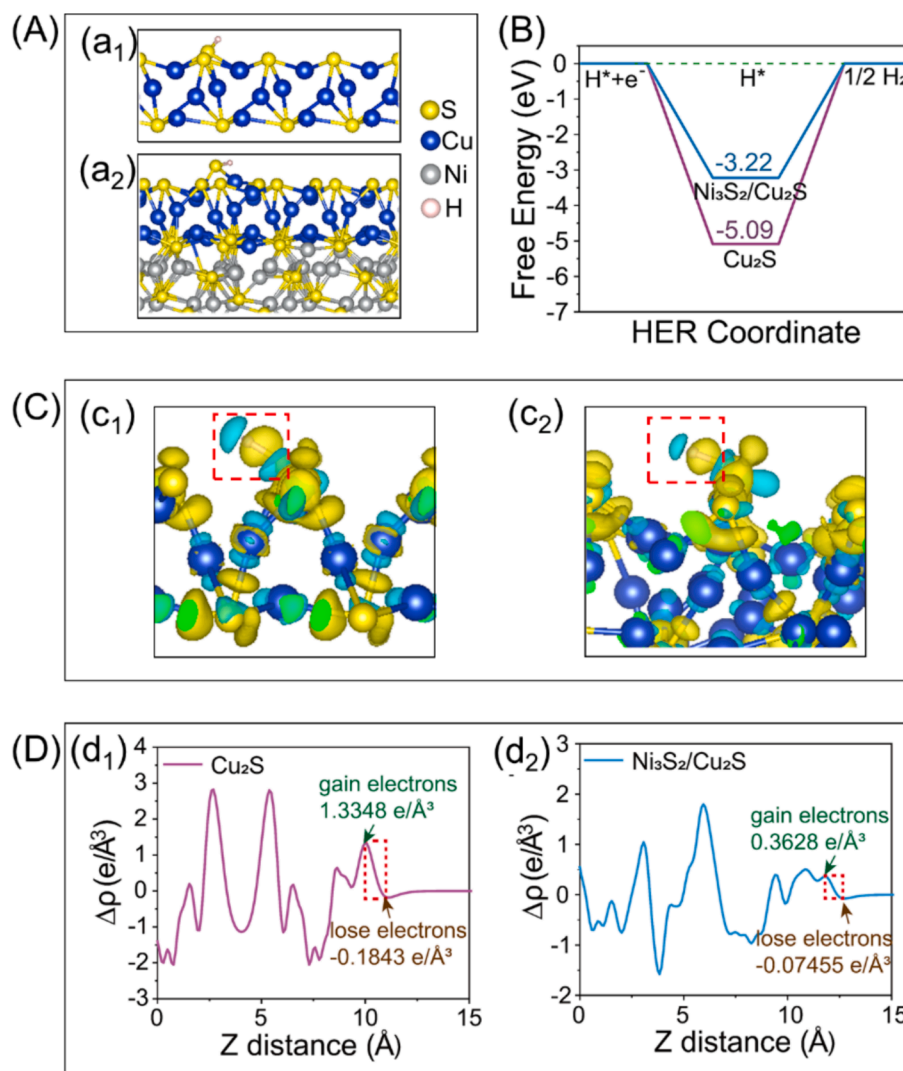 (A)
(a₁)
(a₂)
S
Cu
Ni
H
(B)
Free Energy (eV)
0
-1
-2
-3
-4
-5
-6
-7
H*+e⁻
H*
1/2 H₂
-3.22
Ni₃S₂/Cu₂S
-5.09
Cu₂S
HER Coordinate
(C)
(c₁)
(c₂)
(D)
(d₁)
Δρ (e/Å³)
4
3
2
1
0
-1
-2
-3
Cu₂S
gain electrons
1.3348 e/Å³
lose electrons
-0.1843 e/Å³
0
5
10
15
Z distance (Å)
(d₂)
Δρ (e/Å³)
3
2
1
0
-1
-2
Ni₃S₂/Cu₂S
gain electrons
0.3628 e/Å³
lose electrons
-0.07455 e/Å³
0
5
10
15
Z distance (Å)